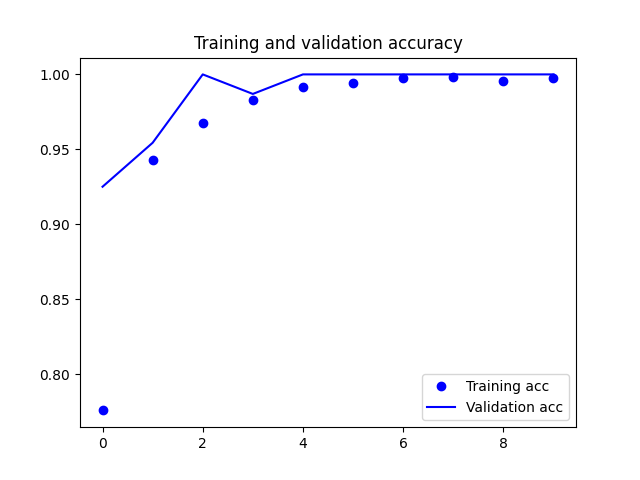 Training and validation accuracy
1.00
0.95
0.90
0.85
0.80
Training acc
Validation acc
0 2 4 6 8